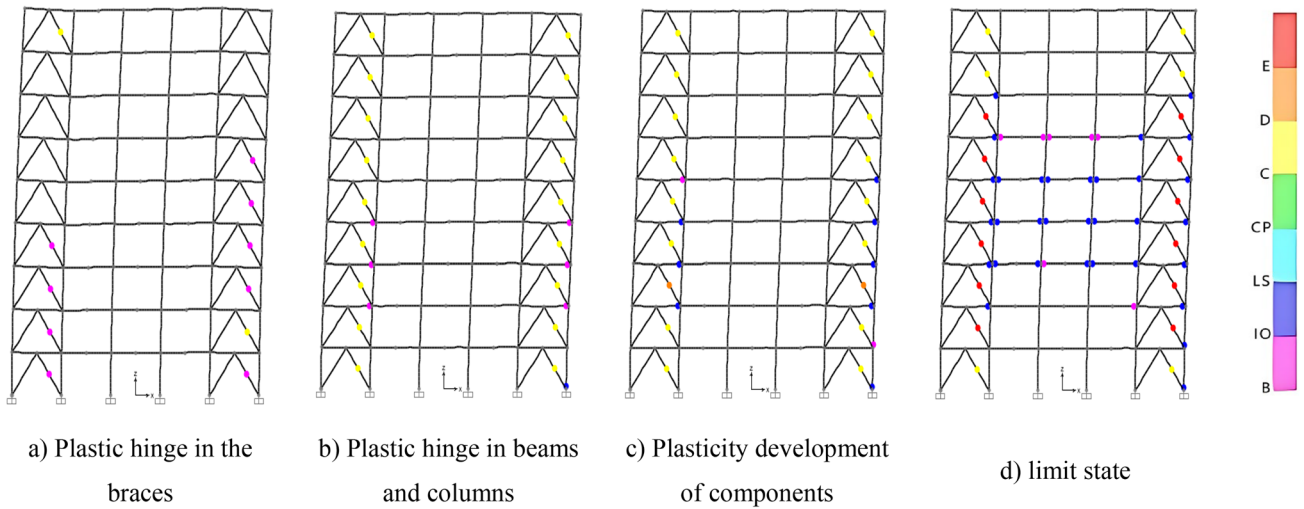 E
D
C
CP
LS
IO
B
z
x
z
x
z
x
z
x
a) Plastic hinge in the
braces
b) Plastic hinge in beams
and columns
c) Plasticity development
of components
d) limit state